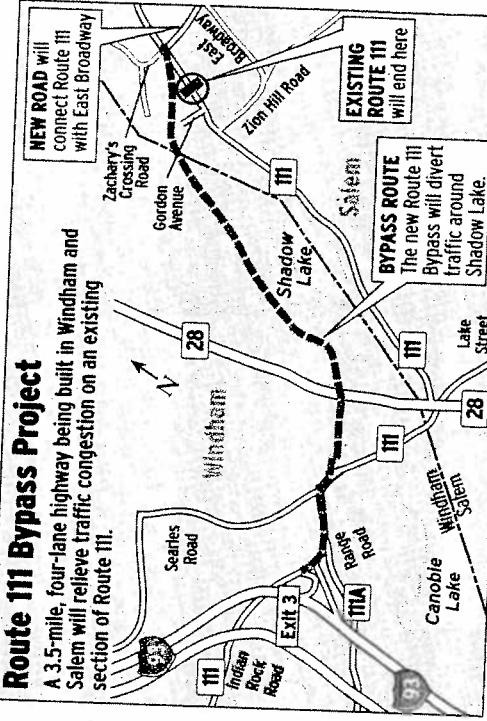 Route 111 Bypass Project
A 3.5-mile, four-lane highway being built in Windham and
Salem will relieve traffic congestion on an existing
section of Route 111.
NEW ROAD will
connect Route 111
with East Broadway
Zachary's
Crossing
Road
Gordon
Avenue
East
Broadway
Zion Hill Road
EXISTING
ROUTE 111
will end here
28
N
Windham
Shadow
Lake
111
Salem
BYPASS ROUTE
The new Route 111
Bypass will divert
traffic around
Shadow Lake.
Searles
Road
93
111
Indian
Rock
Road
Exit 3
Range
Road
111A
111
111
Lake
Street
28
Windham
Salem
Canobie
Lake
93